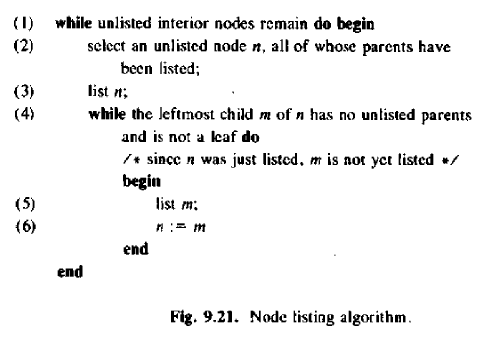 (1) while unlisted interior nodes remain do begin
(2) select an unlisted node n, all of whose parents have
been listed;
(3) list n;
(4) while the leftmost child m of n has no unlisted parents
and is not a leaf do
/* since n was just listed, m is not yet listed */
begin
(5) list m;
(6) n := m
end
end
Fig. 9.21. Node listing algorithm.